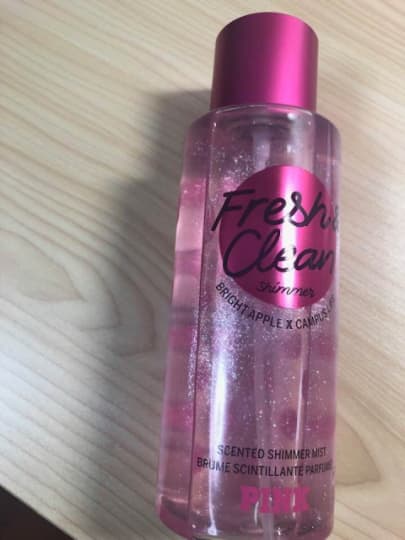 Fresh &
Clean
shimmer
BRIGHT APPLE X CAMPUS
SCENTED SHIMMER MIST
BRUME SCINTILLANTE PARFUMÉE
PINK